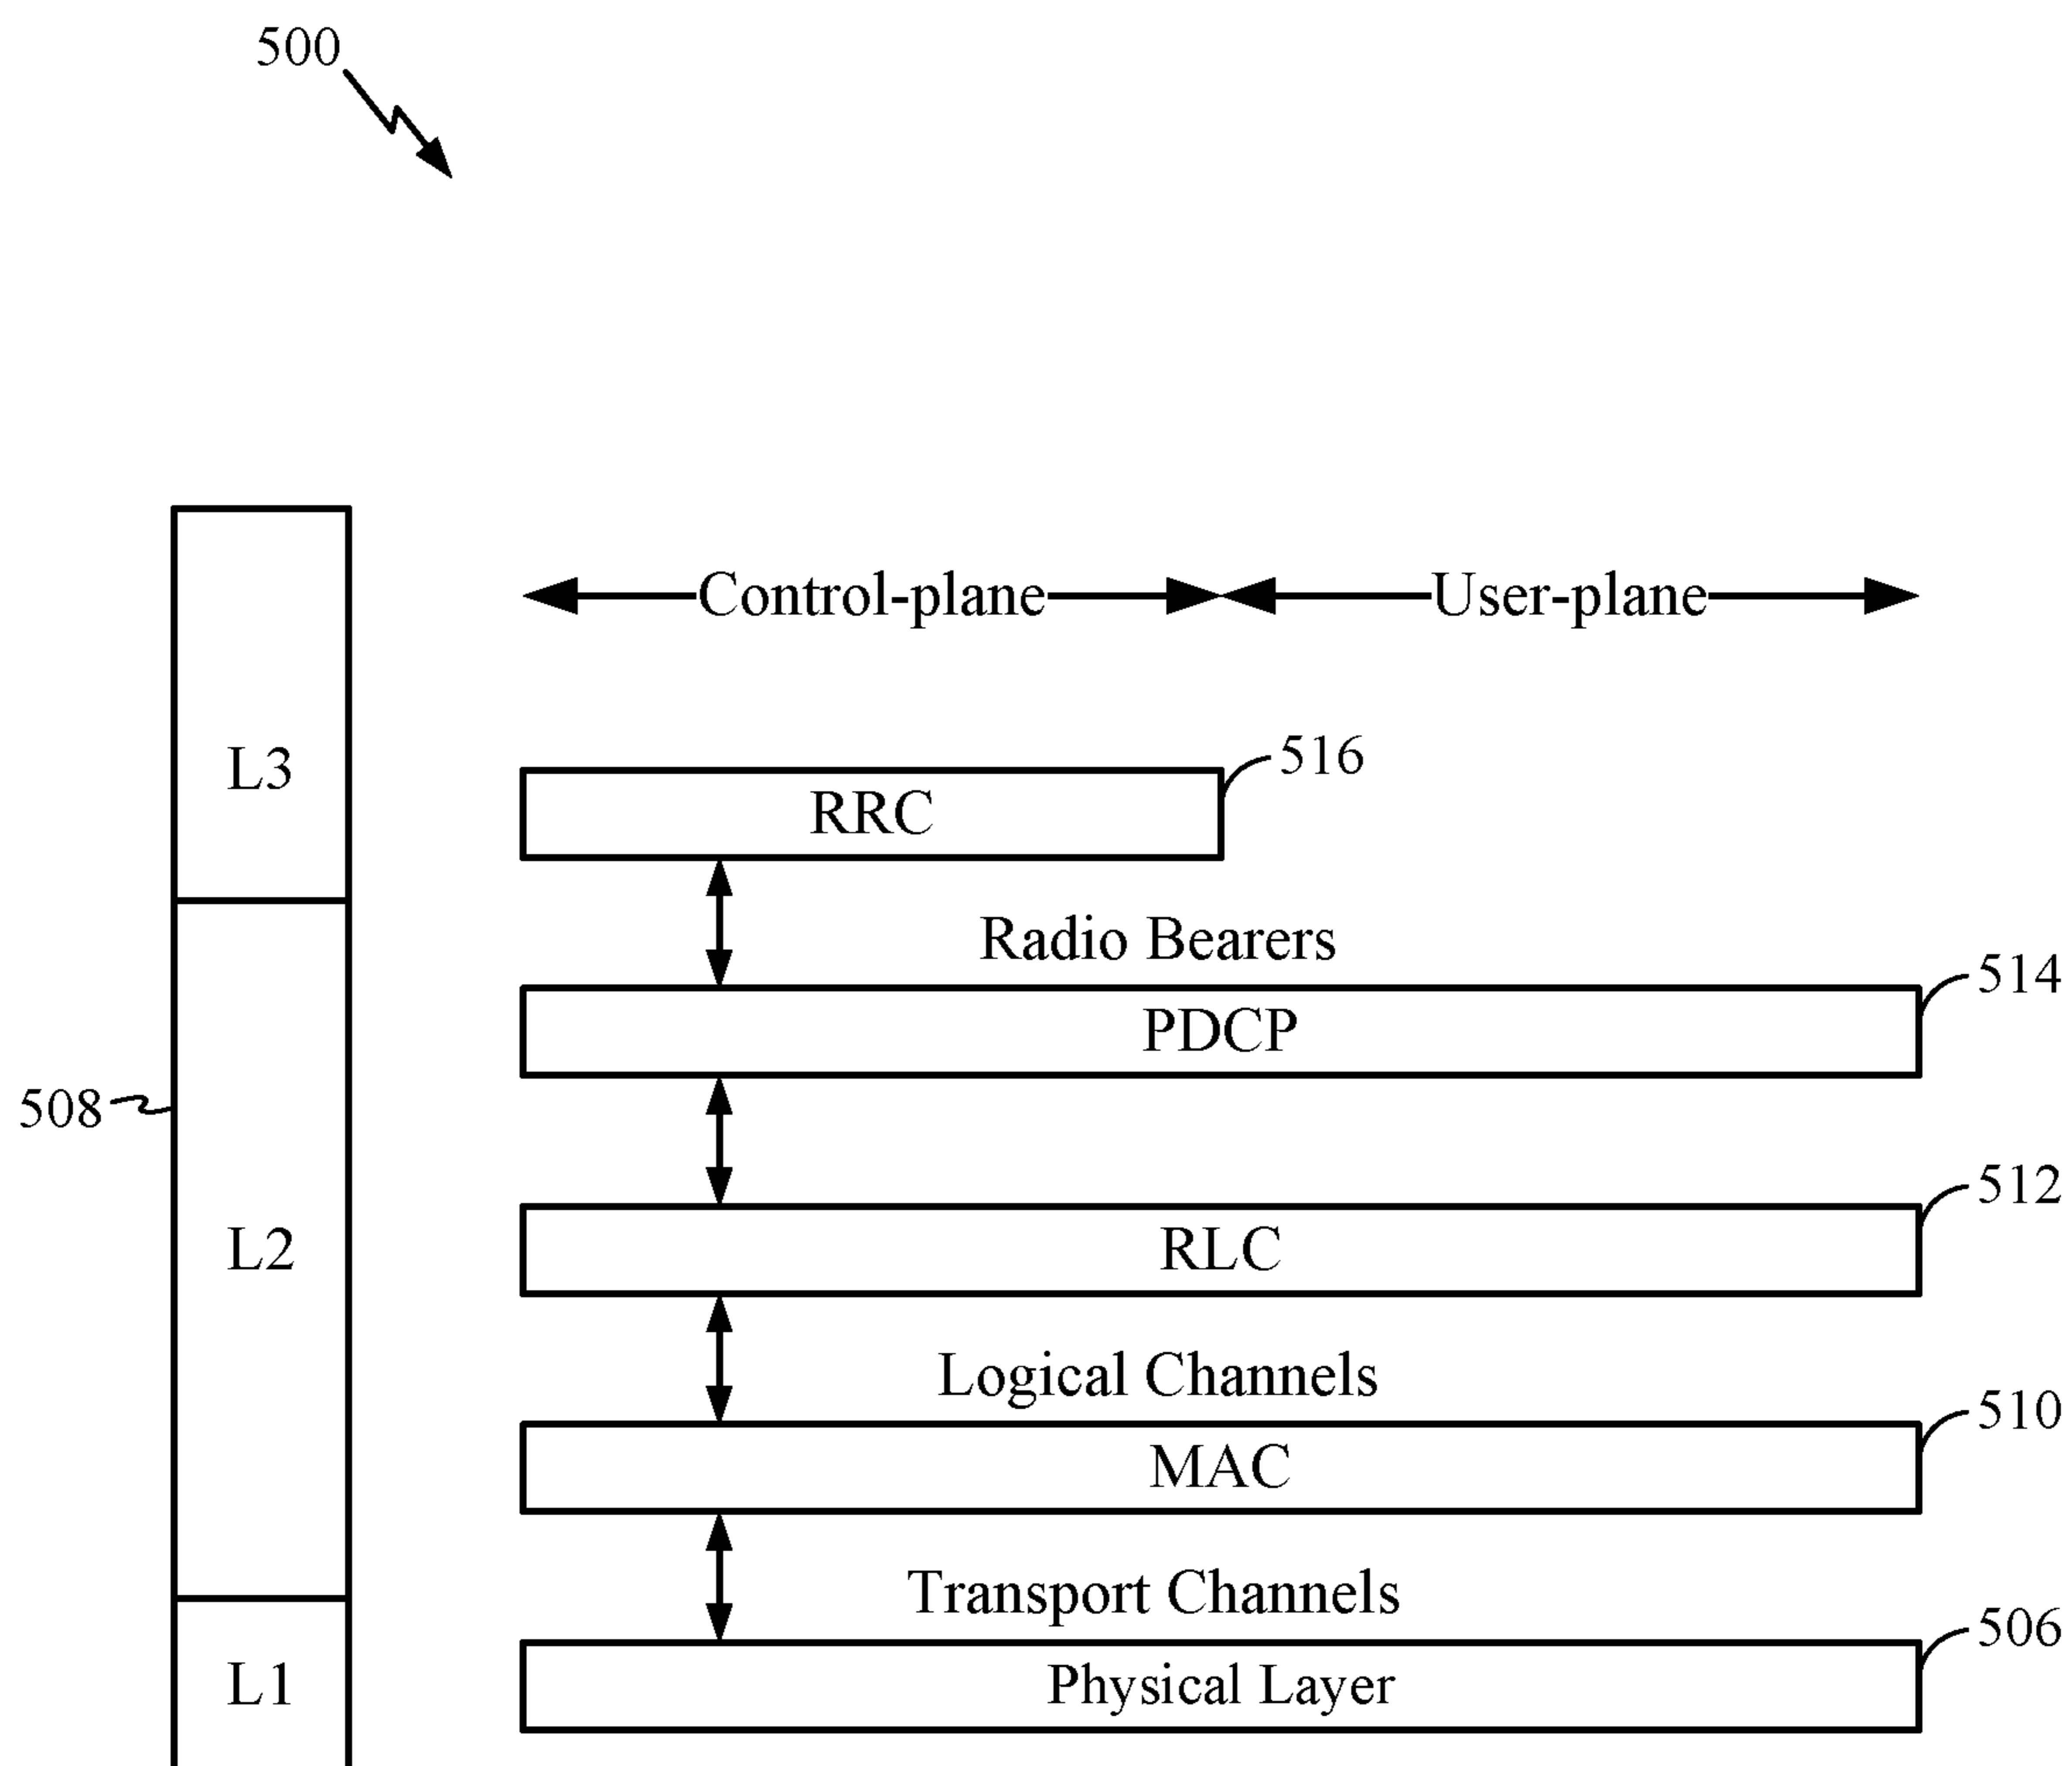 500
Control-plane
User-plane
L3
516
RRC
Radio Bearers
514
PDCP
508
512
L2
RLC
Logical Channels
510
MAC
Transport Channels
506
L1
Physical Layer